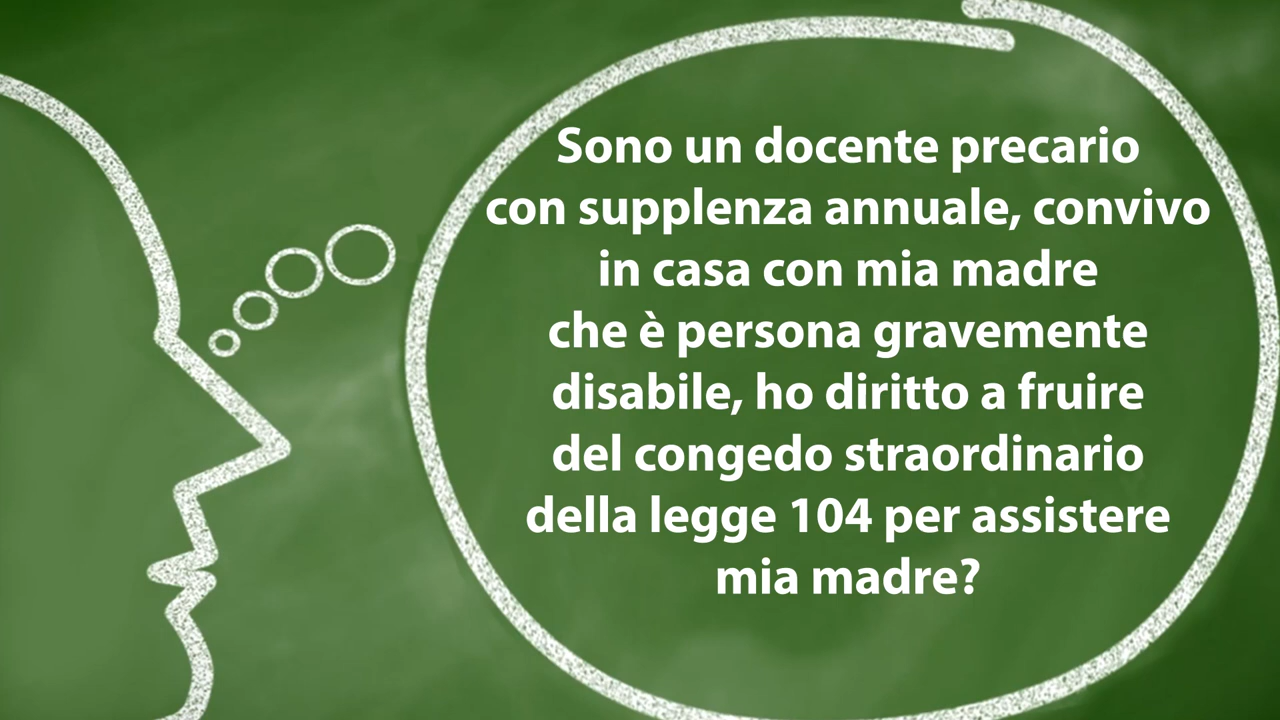 Sono un docente precario
con supplenza annuale, convivo
in casa con mia madre
che è persona gravemente
disabile, ho diritto a fruire
del congedo straordinario
della legge 104 per assistere
mia madre?